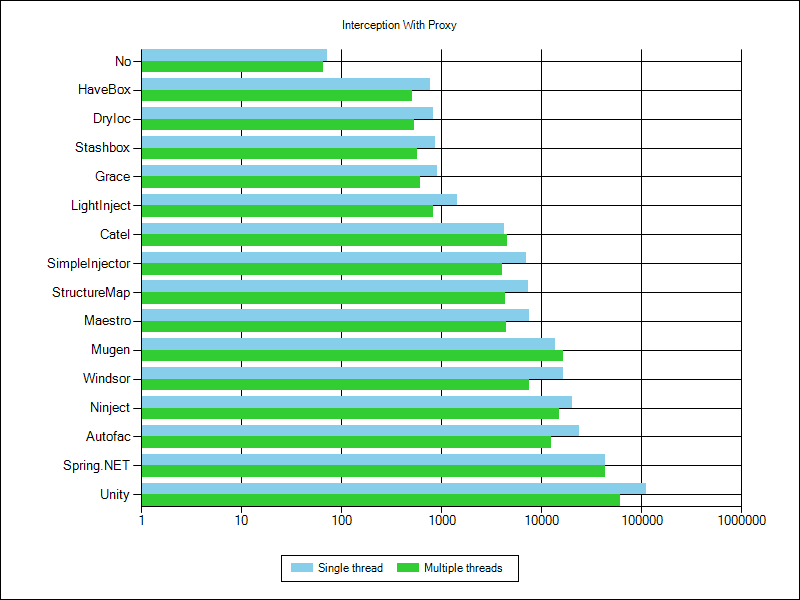 Interception With Proxy
No
HaveBox
DryIoc
Stashbox
Grace
LightInject
Catel
SimpleInjector
StructureMap
Maestro
Mugen
Windsor
Ninject
Autofac
Spring.NET
Unity
1 10 100 1000 10000 100000 1000000
Single thread Multiple threads